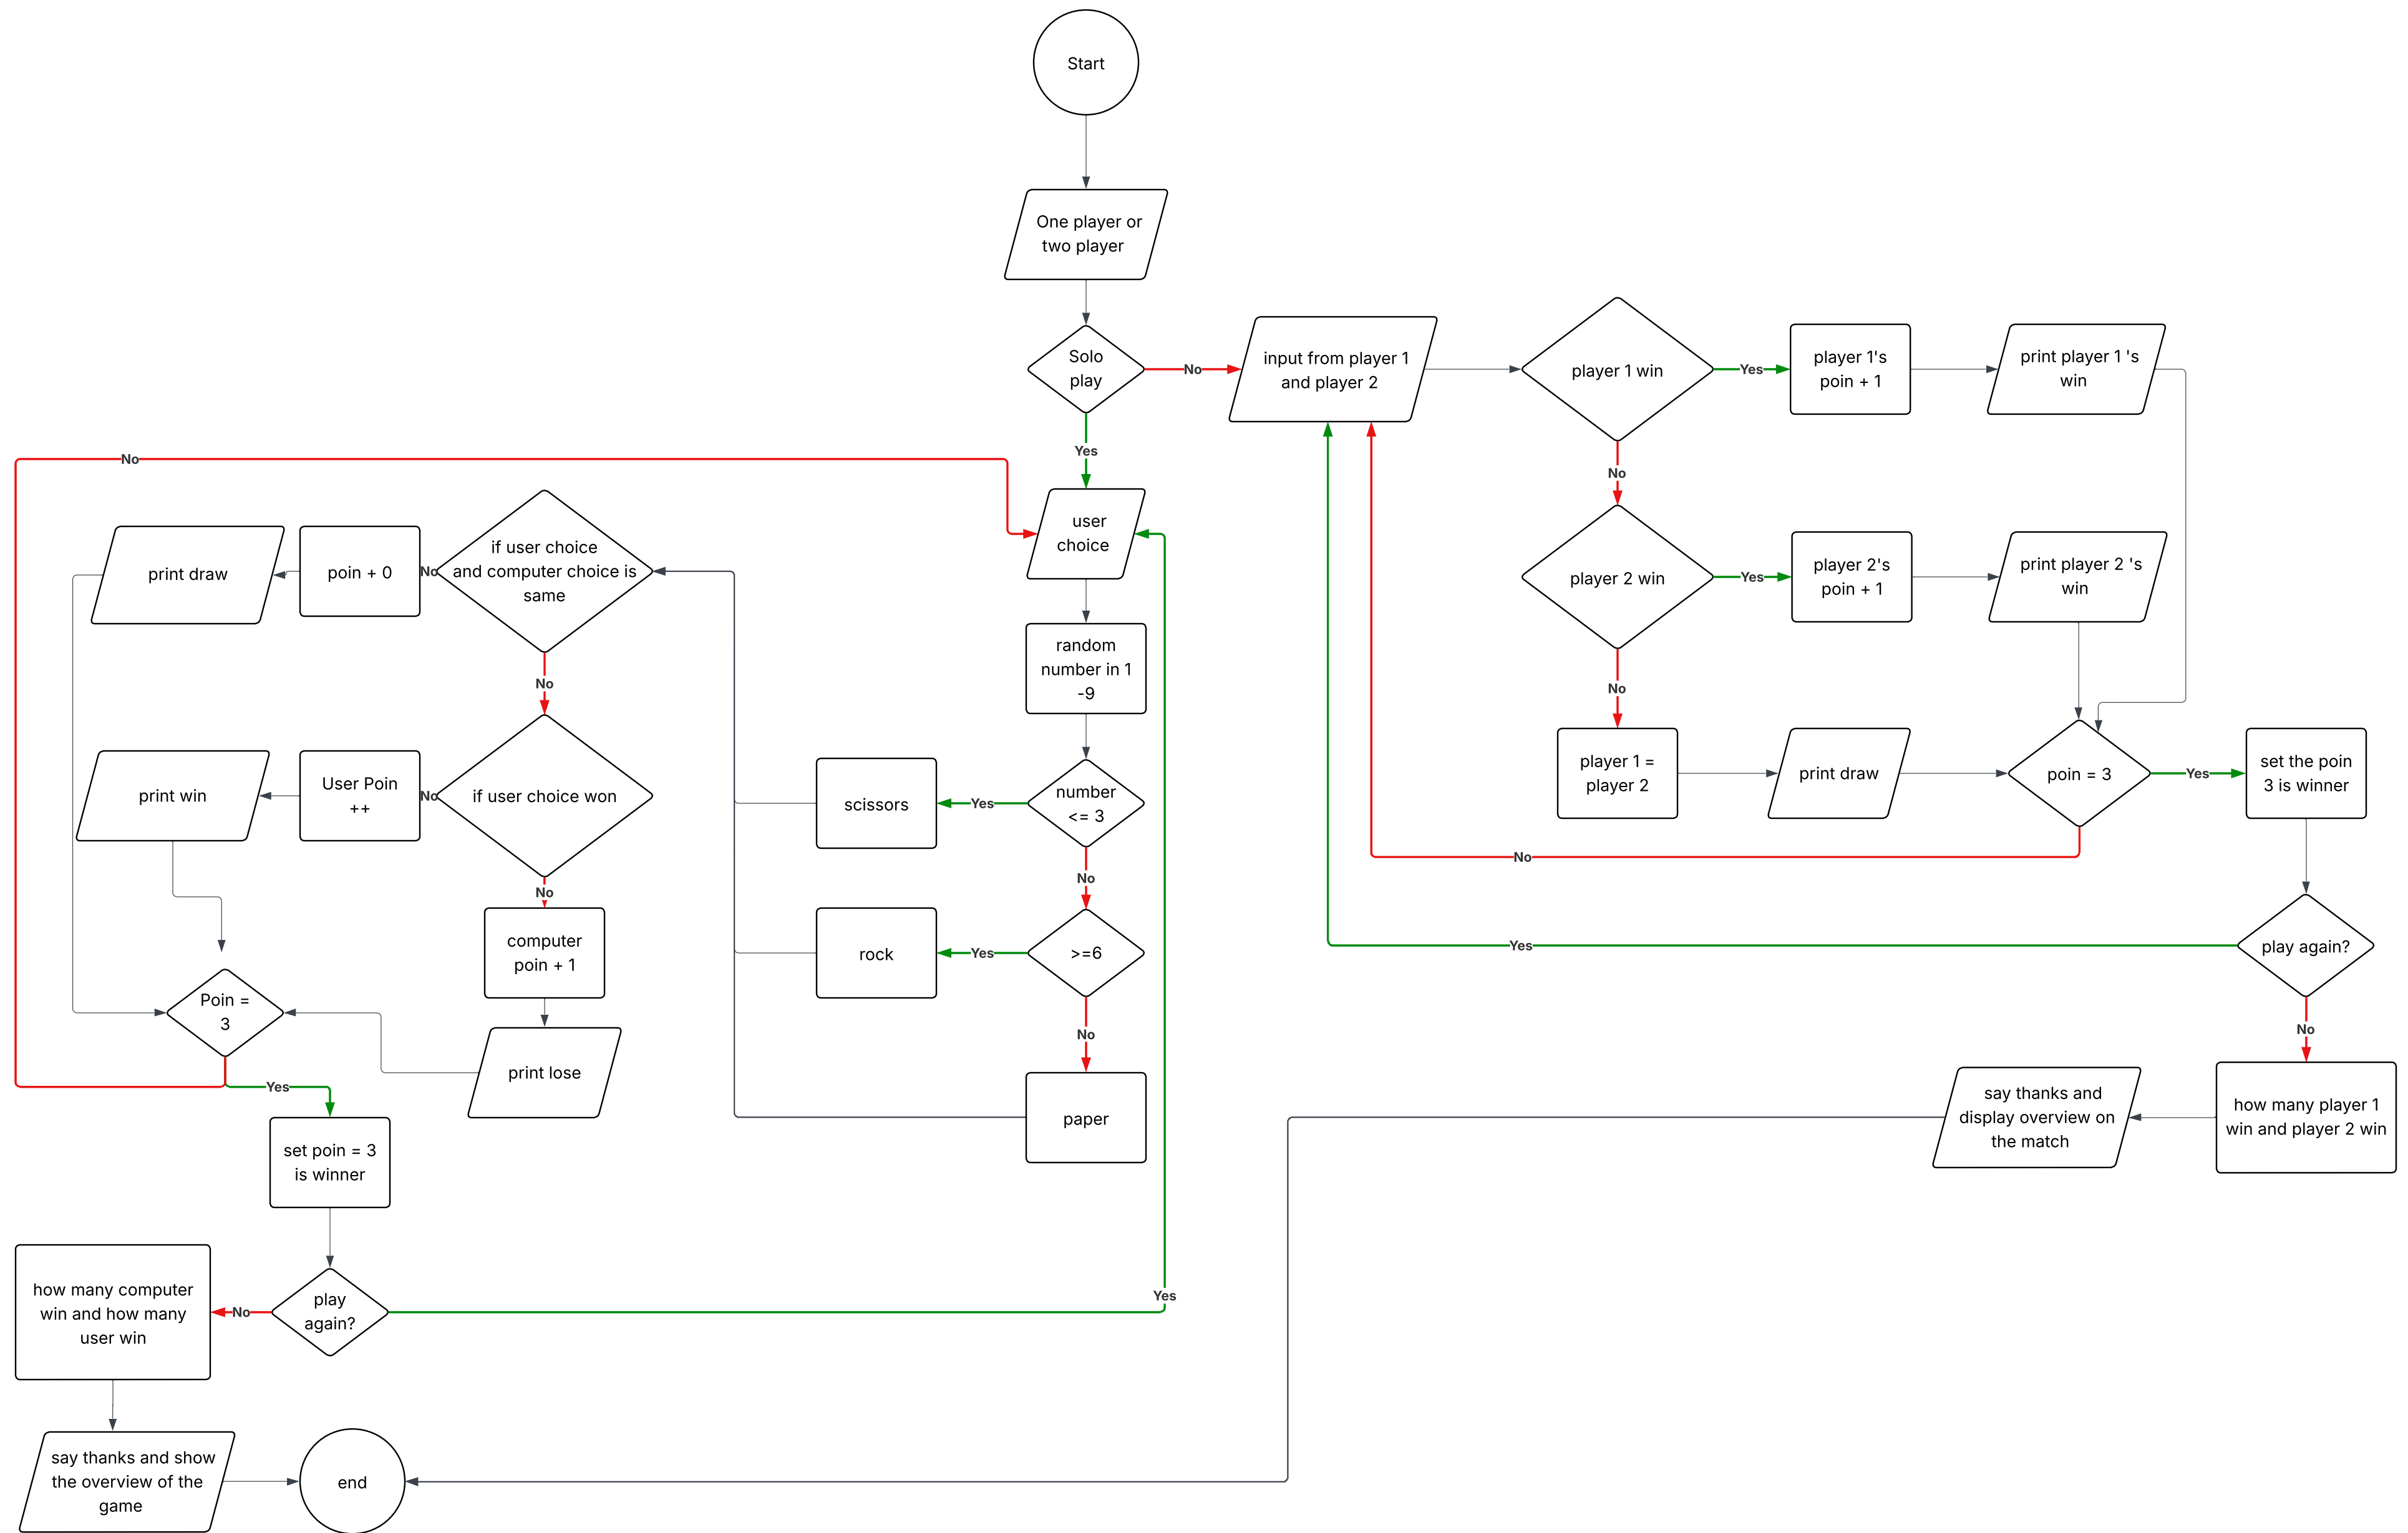 Start
One player or
two player
Solo
play
No
input from player 1
and player 2
player 1 win
Yes
player 1's
poin + 1
print player 1 's
win
Yes
No
No
user
choice
if user choice
and computer choice is
same
No
poin + 0
print draw
player 2 win
Yes
player 2's
poin + 1
print player 2 's
win
random
number in 1
-9
No
No
player 1 =
player 2
print draw
poin = 3
Yes
set the poin
3 is winner
if user choice won
No
User Poin
++
print win
number
<= 3
Yes
scissors
No
No
No
computer
poin + 1
>=6
Yes
rock
Yes
play again?
Poin =
3
No
No
print lose
Yes
paper
say thanks and
display overview on
the match
how many player 1
win and player 2 win
set poin = 3
is winner
play
again?
Yes
No
how many computer
win and how many
user win
say thanks and show
the overview of the
game
end